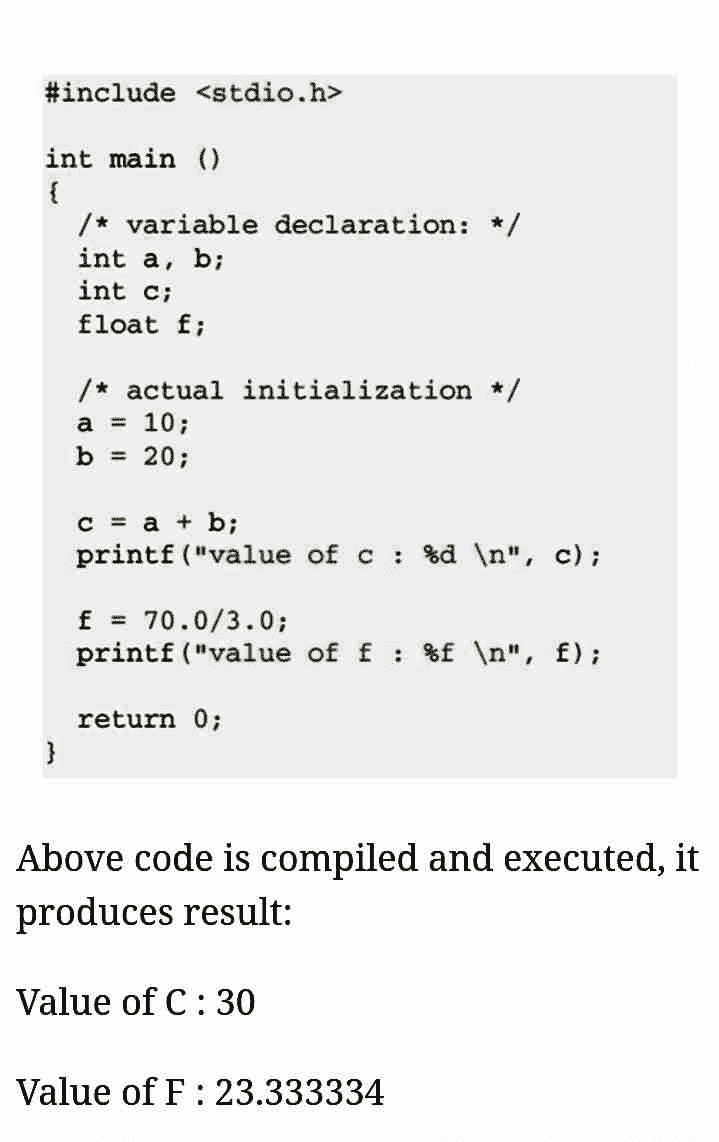 #include <stdio.h>
int main ()
{
/* variable declaration: */
int a, b;
int c;
float f;
/* actual initialization */
a = 10;
b = 20;
c = a + b;
printf("value of c : %d \n", c);
f = 70.0/3.0;
printf("value of f : %f \n", f);
return 0;
}
Above code is compiled and executed, it
produces result:
Value of C : 30
Value of F : 23.333334